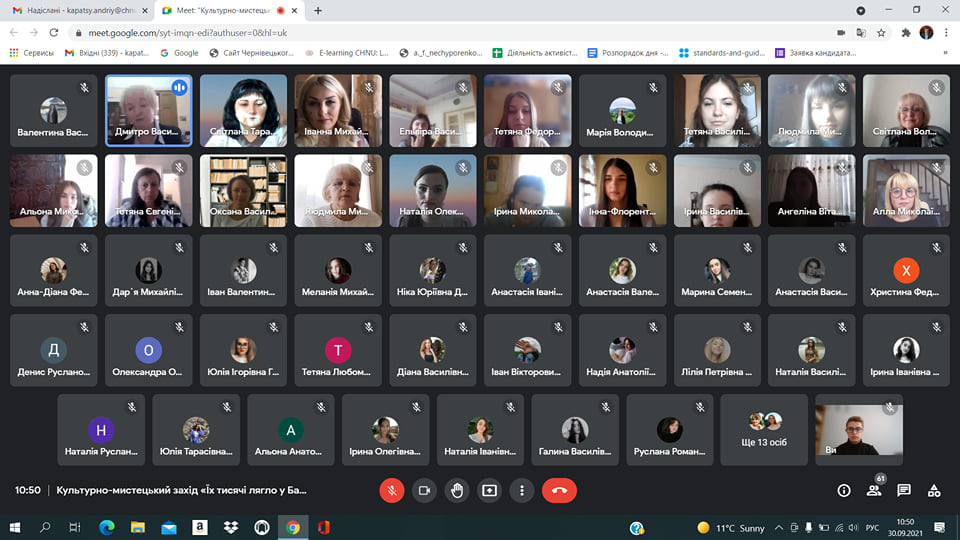 Надіслані - kapatsy.andriy@chnu
Meet: "Культурно-мистець
meet.google.com/syt-imqn-edi?authuser=0&hl=uk
Сервисы
Вхідні (339) - kapat...
Google
Сайт Чернівецьког...
E-learning CHNU: L...
a._f._nechyporenko...
Діяльність активіст...
Розпорядок дня -...
standards-and-guid...
Заявка кандидата...
Валентина Вас...
Дмитро Васи...
Світлана Тара...
Іванна Михай...
Ельвіра Васи...
Тетяна Федор...
Марія Володи...
Тетяна Василі...
Людмила Ми...
Світлана Вол...
Альона Мико...
Тетяна Євгені...
Оксана Васил...
Людмила Ми...
Наталія Олек...
Ірина Микола...
Інна-Флорент...
Ірина Василів...
Ангеліна Віта...
Алла Миколаї...
Анна-Діана Фе...
Дар`я Михайлі...
Іван Валентин...
Меланія Михай...
Ніка Юріївна Д...
Анастасія Івані...
Анастасія Вале...
Марина Семен...
Анастасія Васи...
Х
Христина Фед...
Д
Денис Руслано...
О
Олександра О...
Юлія Ігорівна Г...
Т
Тетяна Любом...
Діана Василівн...
Іван Викторови...
Надія Анатолії...
Лілія Петрівна ...
Наталія Василі...
Ірина Іванівна ...
Н
Наталія Руслан...
Юлія Тарасівна...
А
Альона Анато...
Ірина Олегівна...
Наталія Іванівн...
Галина Василів...
Руслана Роман...
Ще 13 осіб
Ви
10:50 | Культурно-мистецький захід «Їх тисячі лягло у Ба...
61
11°C Sunny
РУС
10:50
30.09.2021